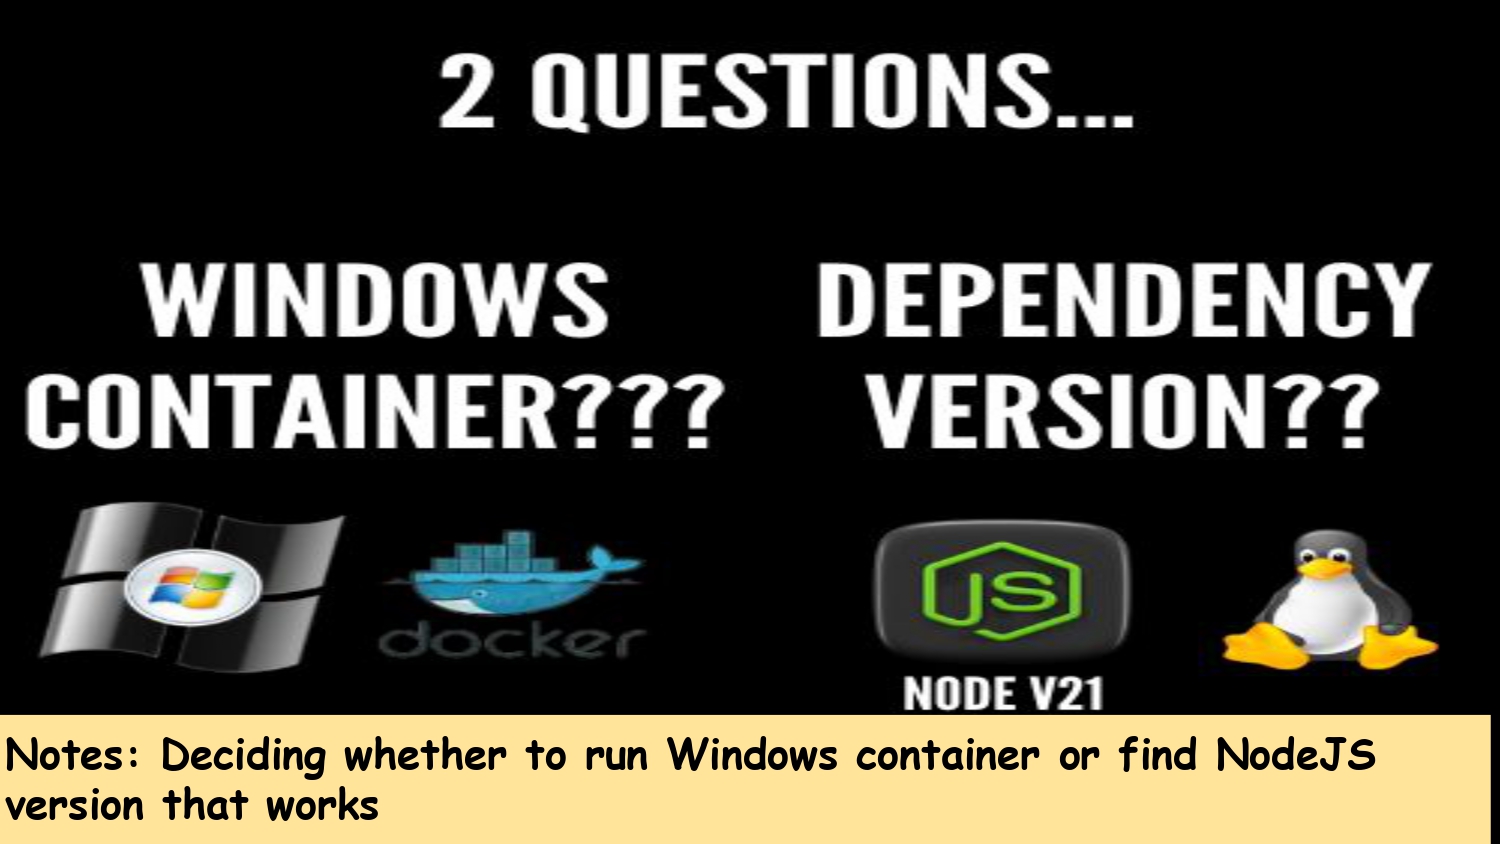 2 QUESTIONS...
WINDOWS
CONTAINER???
DEPENDENCY
VERSION??
docker
JS
NODE V21
Notes: Deciding whether to run Windows container or find NodeJS
version that works